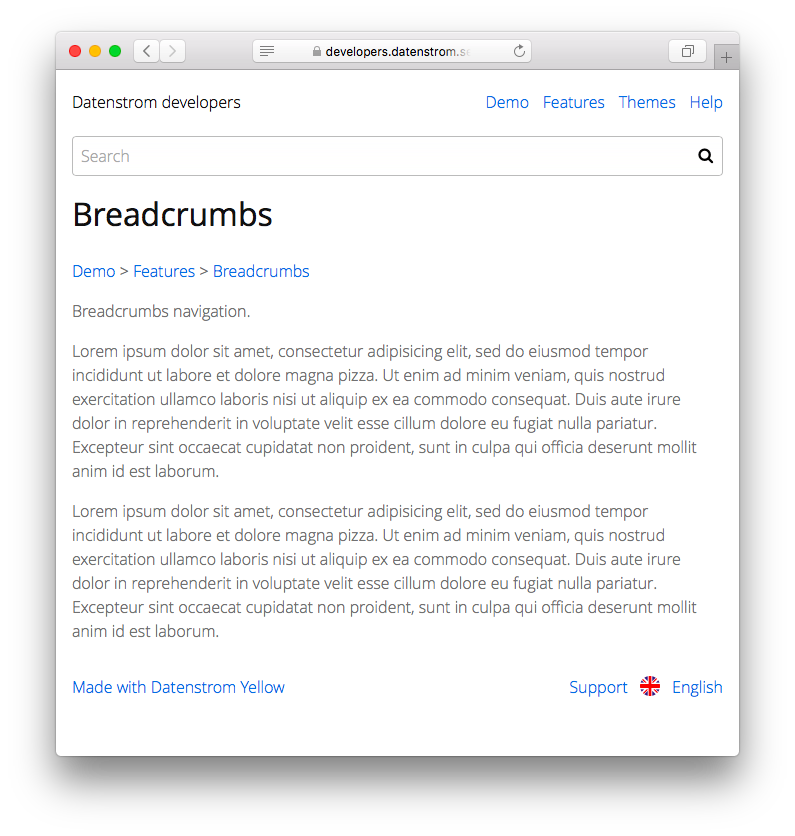 developers.datenstrom.s
Datenstrom developers Demo Features Themes Help
Search
Breadcrumbs
Demo > Features > Breadcrumbs
Breadcrumbs navigation.
Lorem ipsum dolor sit amet, consectetur adipisicing elit, sed do eiusmod tempor
incididunt ut labore et dolore magna pizza. Ut enim ad minim veniam, quis nostrud
exercitation ullamco laboris nisi ut aliquip ex ea commodo consequat. Duis aute irure
dolor in reprehenderit in voluptate velit esse cillum dolore eu fugiat nulla pariatur.
Excepteur sint occaecat cupidatat non proident, sunt in culpa qui officia deserunt mollit
anim id est laborum.
Lorem ipsum dolor sit amet, consectetur adipisicing elit, sed do eiusmod tempor
incididunt ut labore et dolore magna pizza. Ut enim ad minim veniam, quis nostrud
exercitation ullamco laboris nisi ut aliquip ex ea commodo consequat. Duis aute irure
dolor in reprehenderit in voluptate velit esse cillum dolore eu fugiat nulla pariatur.
Excepteur sint occaecat cupidatat non proident, sunt in culpa qui officia deserunt mollit
anim id est laborum.
Made with Datenstrom Yellow Support English